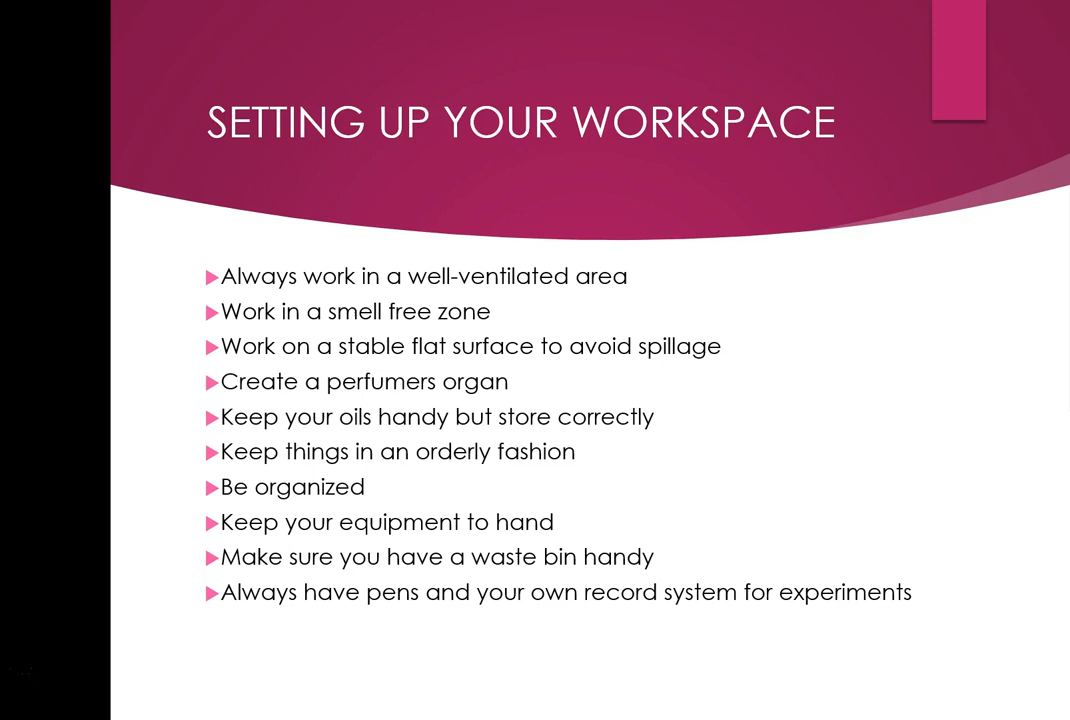 SETTING UP YOUR WORKSPACE
Always work in a well-ventilated area
Work in a smell free zone
Work on a stable flat surface to avoid spillage
Create a perfumers organ
Keep your oils handy but store correctly
Keep things in an orderly fashion
Be organized
Keep your equipment to hand
Make sure you have a waste bin handy
Always have pens and your own record system for experiments